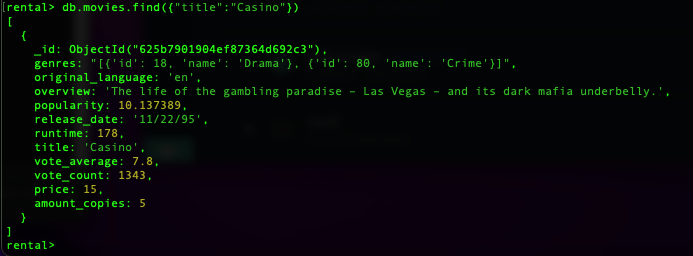 [rental> db.movies.find({"title":"Casino"})
[
  {
    _id: ObjectId("625b7901904ef87364d692c3"),
    genres: "[{'id': 18, 'name': 'Drama'}, {'id': 80, 'name': 'Crime'}]",
    original_language: 'en',
    overview: 'The life of the gambling paradise – Las Vegas – and its dark mafia underbelly.',
    popularity: 10.137389,
    release_date: '11/22/95',
    runtime: 178,
    title: 'Casino',
    vote_average: 7.8,
    vote_count: 1343,
    price: 15,
    amount_copies: 5
  }
]
rental>